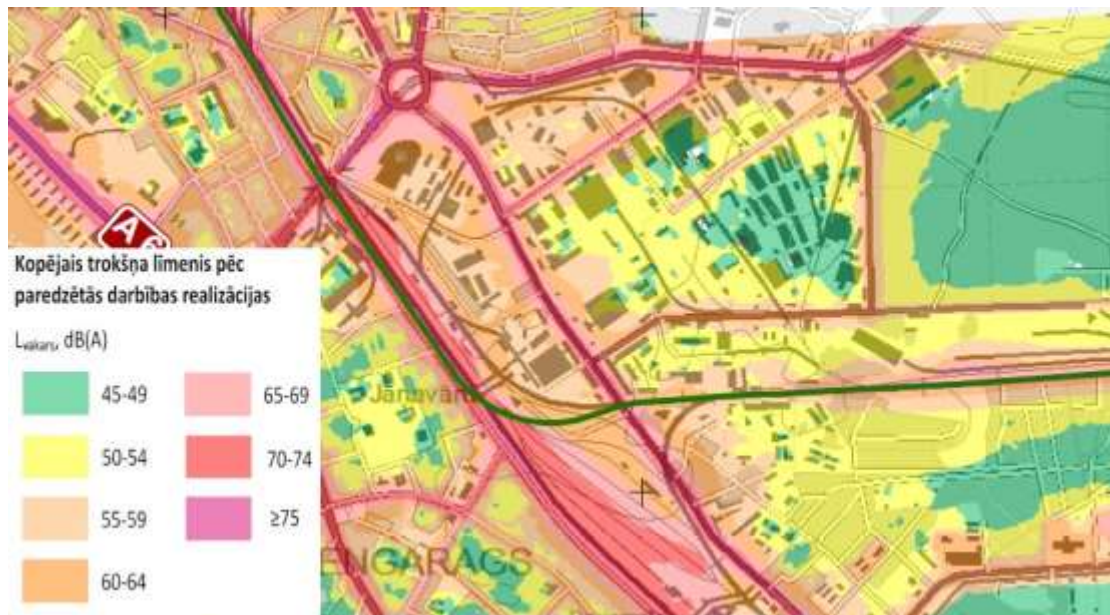 A 6
Kopējais trokšņa līmenis pēc
paredzētās darbības realizācijas
Lvakars, dB(A)
45-49 65-69
50-54 70-74
55-59 ≥75
60-64
ENGARAGS